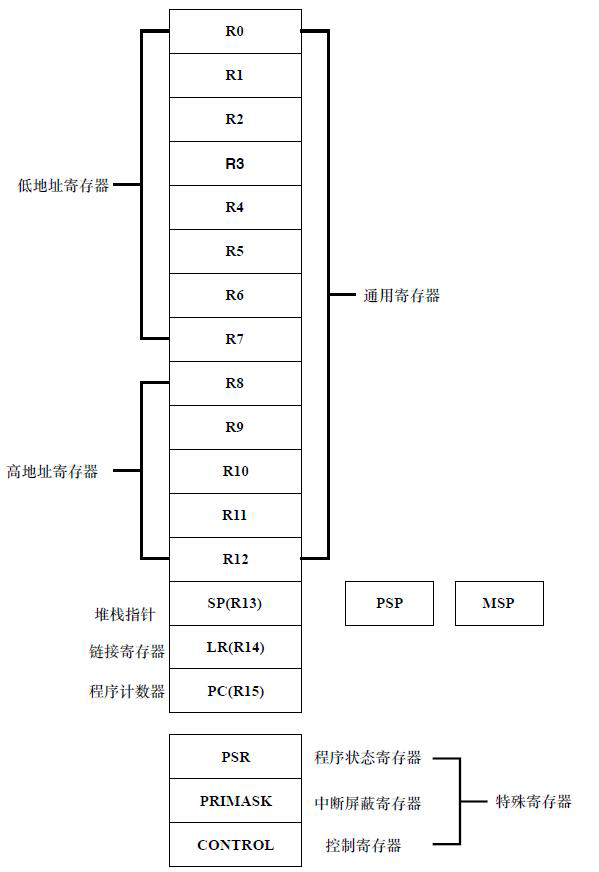 R0
R1
R2
R3
低地址寄存器
R4
R5
R6
通用寄存器
R7
R8
R9
高地址寄存器
R10
R11
R12
堆栈指针
SP(R13)
PSP
MSP
链接寄存器
LR(R14)
程序计数器
PC(R15)
PSR
程序状态寄存器
PRIMASK
中断屏蔽寄存器
特殊寄存器
CONTROL
控制寄存器